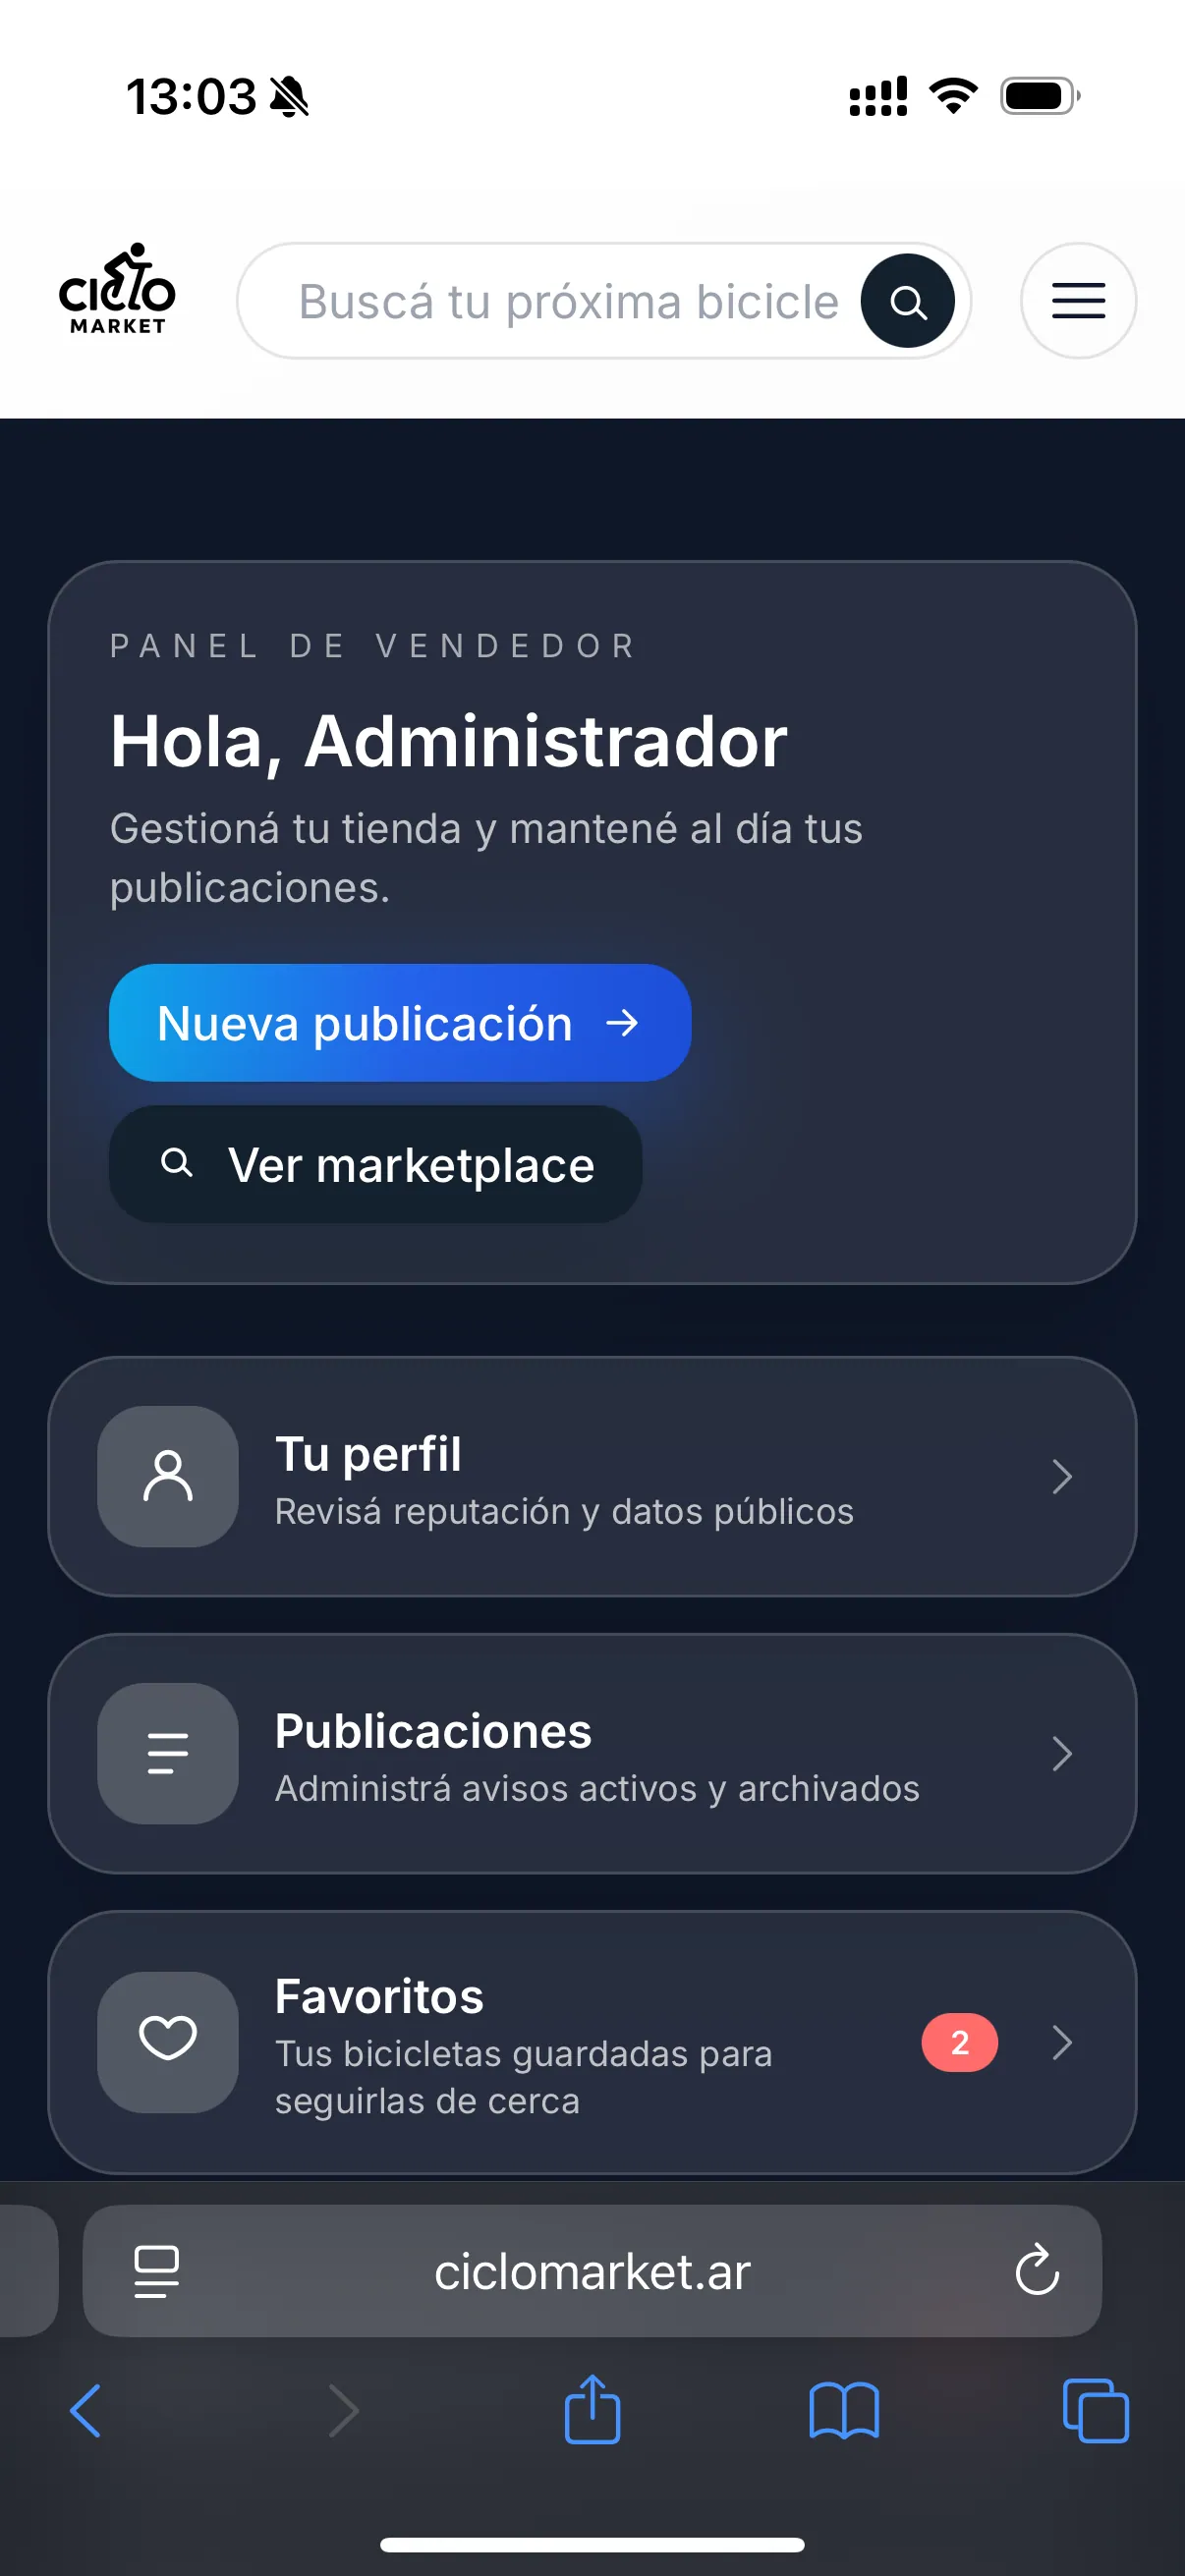 13:03
CICLO
MARKET
Buscá tu próxima bicicle
PANEL DE VENDEDOR
Hola, Administrador
Gestioná tu tienda y mantené al día tus
publicaciones.
Nueva publicación
Ver marketplace
Tu perfil
Revisá reputación y datos públicos
Publicaciones
Administrá avisos activos y archivados
Favoritos
Tus bicicletas guardadas para
seguirlas de cerca
2
ciclomarket.ar